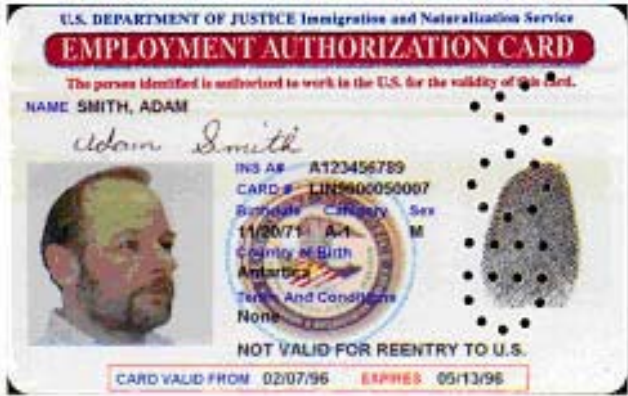 U.S. DEPARTMENT OF JUSTICE Immigration and Naturalization Service
EMPLOYMENT AUTHORIZATION CARD
The person identified is authorized to work in the U.S. for the validity of this card.
NAME SMITH, ADAM
Adam Smith
INS A# A123456789
CARD # LIN9600050007
Birthdate Category Sex
11/20/71 A-1 M
Country of Birth
Antartica
Terms And Conditions
None
NOT VALID FOR REENTRY TO U.S.
CARD VALID FROM 02/07/96 EXPIRES 05/13/96